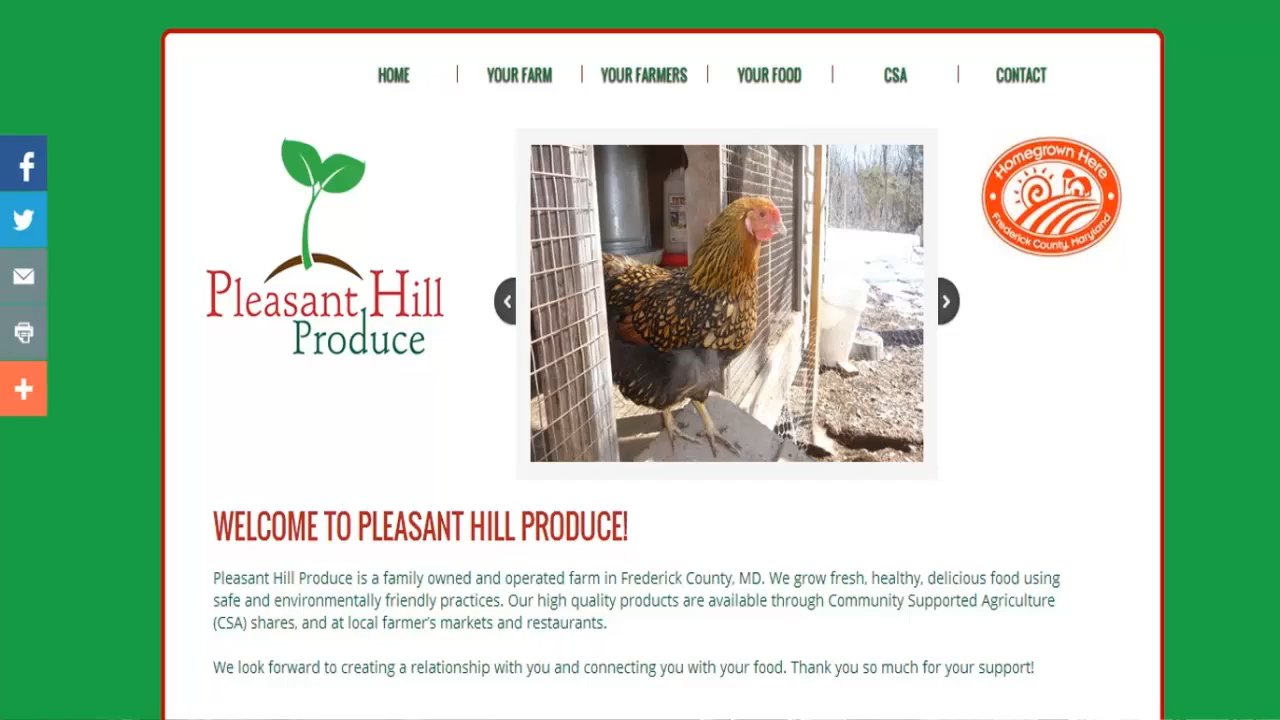 HOME
YOUR FARM
YOUR FARMERS
YOUR FOOD
CSA
CONTACT
Pleasant Hill
Produce
Homegrown Here
Frederick County, Maryland
WELCOME TO PLEASANT HILL PRODUCE!
Pleasant Hill Produce is a family owned and operated farm in Frederick County, MD. We grow fresh, healthy, delicious food using
safe and environmentally friendly practices. Our high quality products are available through Community Supported Agriculture
(CSA) shares, and at local farmer's markets and restaurants.
We look forward to creating a relationship with you and connecting you with your food. Thank you so much for your support!